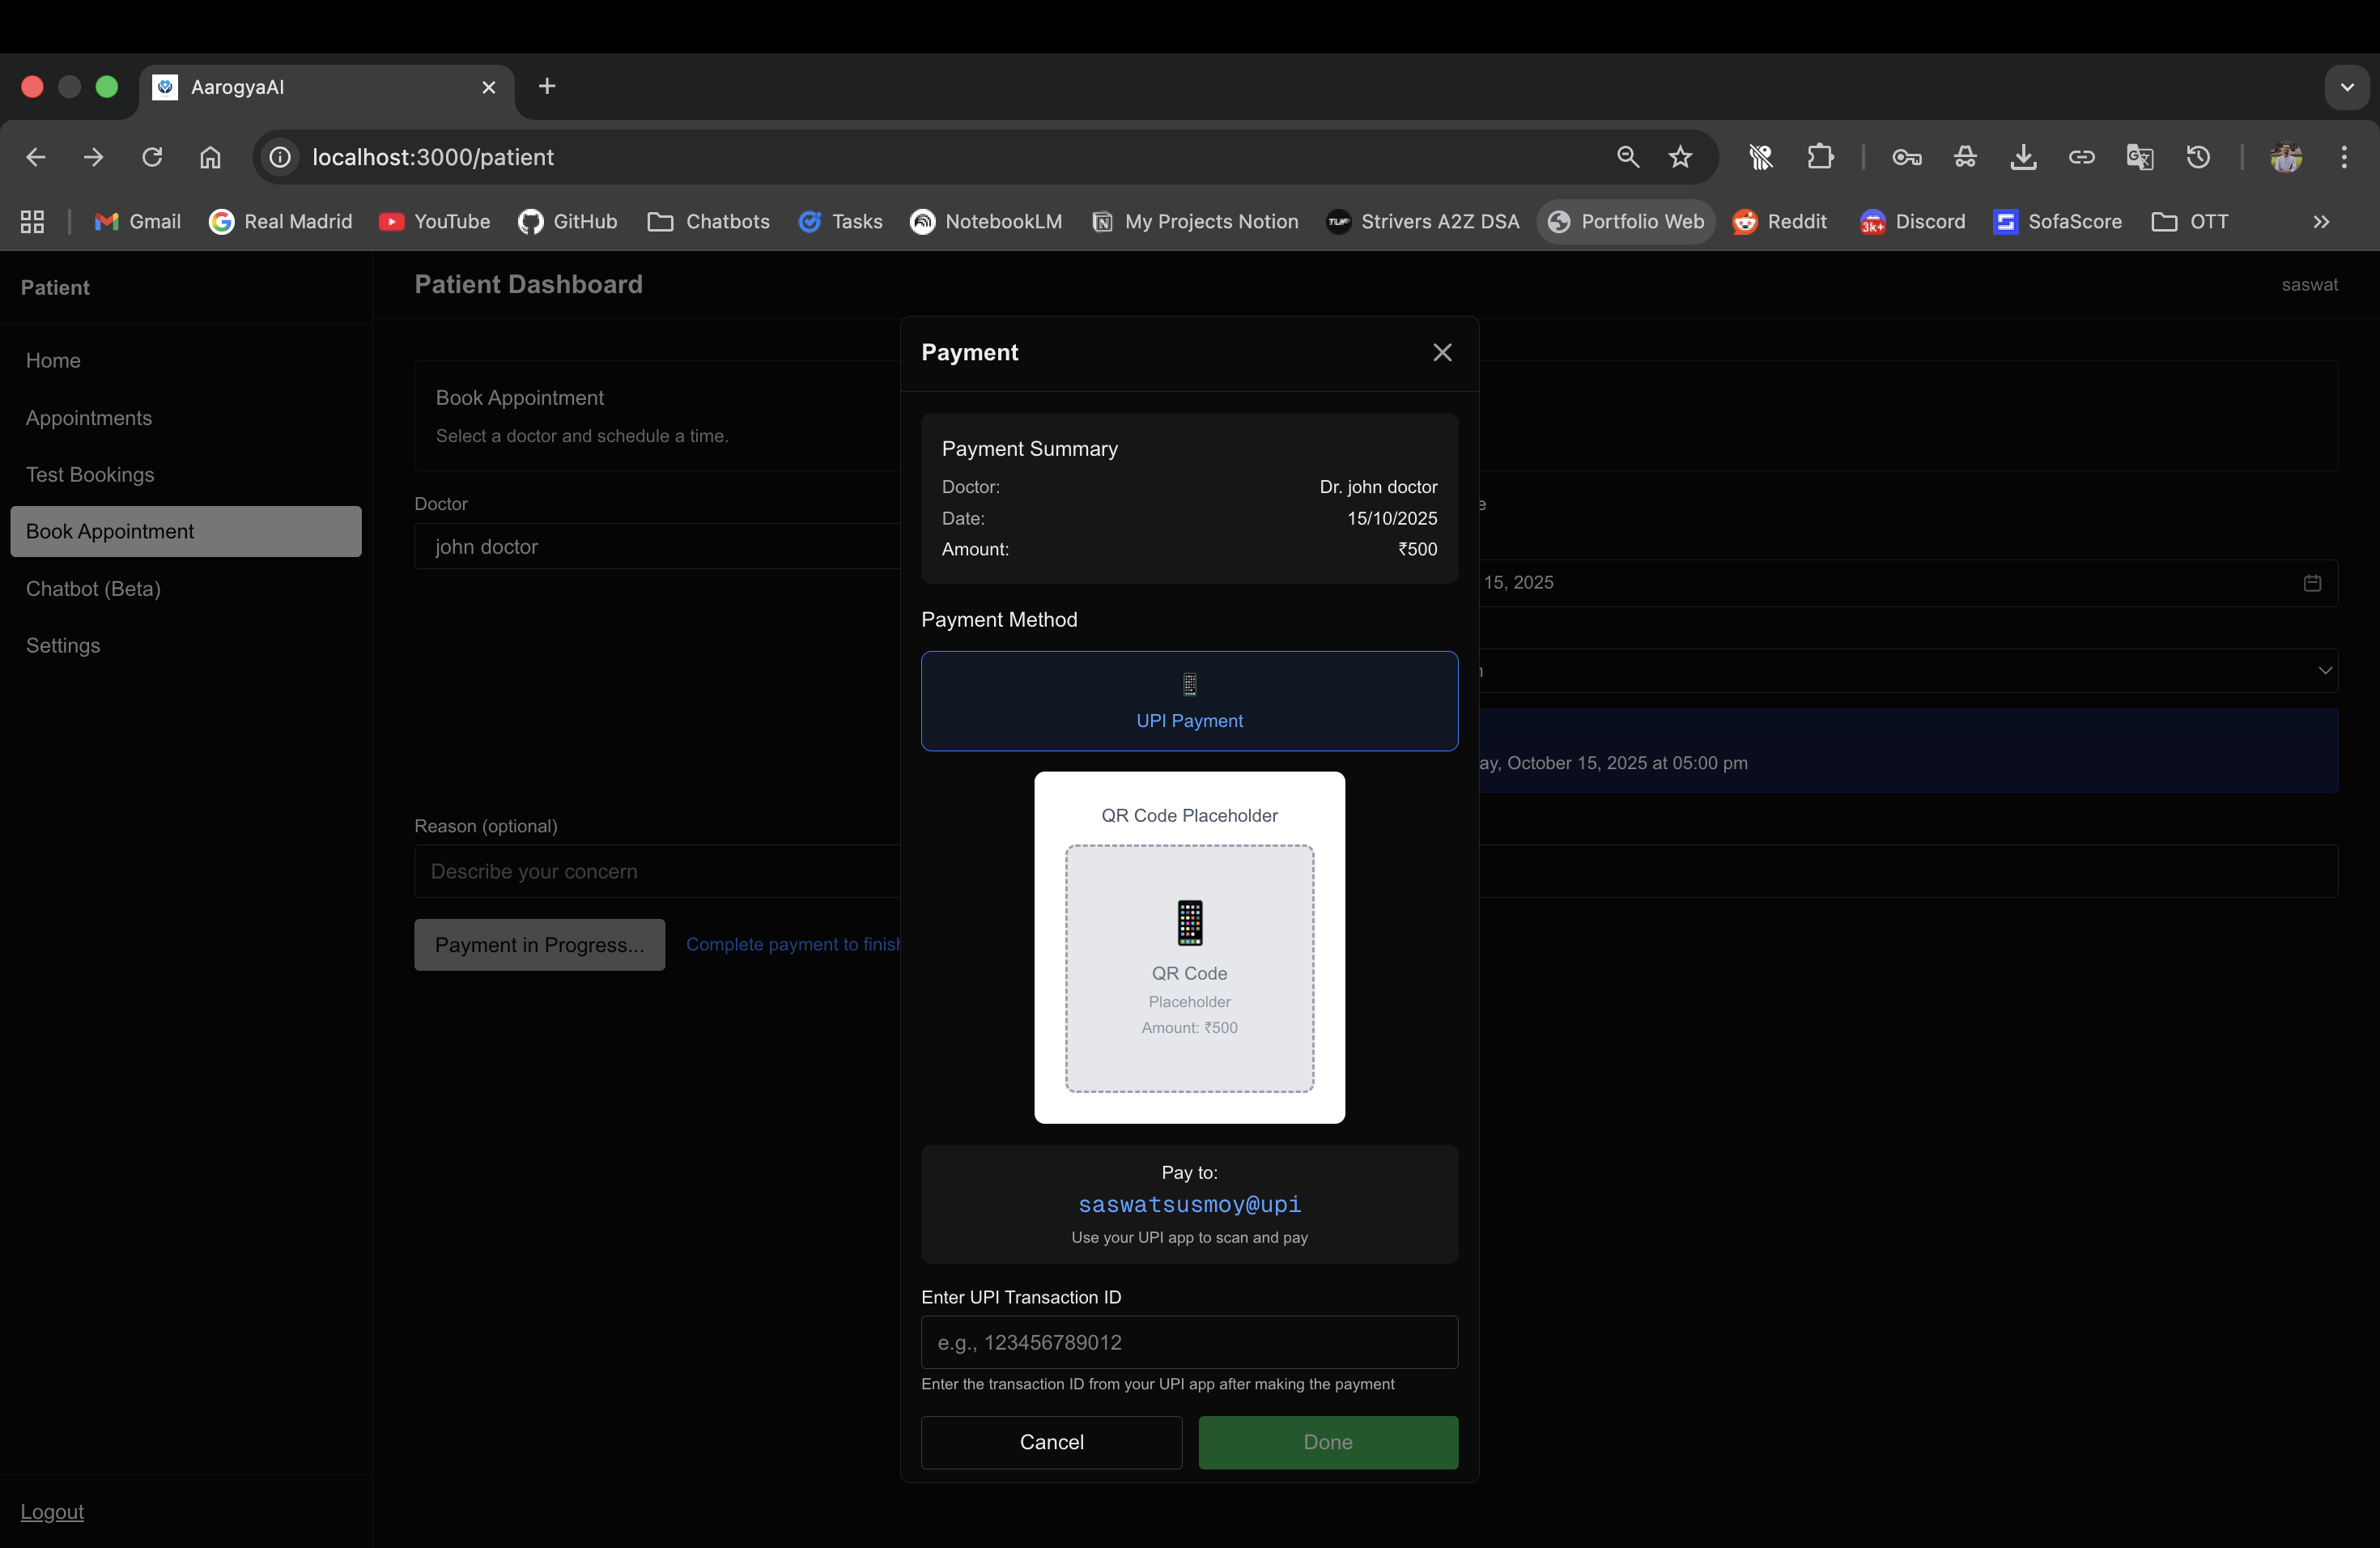 AarogyaAI
localhost:3000/patient
Gmail
Real Madrid
YouTube
GitHub
Chatbots
Tasks
NotebookLM
My Projects Notion
TUF
Strivers A2Z DSA
Portfolio Web
Reddit
3k+
Discord
SofaScore
OTT
Patient
Home
Appointments
Test Bookings
Book Appointment
Chatbot (Beta)
Settings
Logout
Patient Dashboard
saswat
Book Appointment
Select a doctor and schedule a time.
Doctor
john doctor
15, 2025
ay, October 15, 2025 at 05:00 pm
Reason (optional)
Describe your concern
Payment in Progress...
Complete payment to finish
Payment
Payment Summary
Doctor: Dr. john doctor
Date: 15/10/2025
Amount: ₹500
Payment Method
UPI Payment
QR Code Placeholder
QR Code
Placeholder
Amount: ₹500
Pay to:
saswatsusmoy@upi
Use your UPI app to scan and pay
Enter UPI Transaction ID
e.g., 123456789012
Enter the transaction ID from your UPI app after making the payment
Cancel
Done